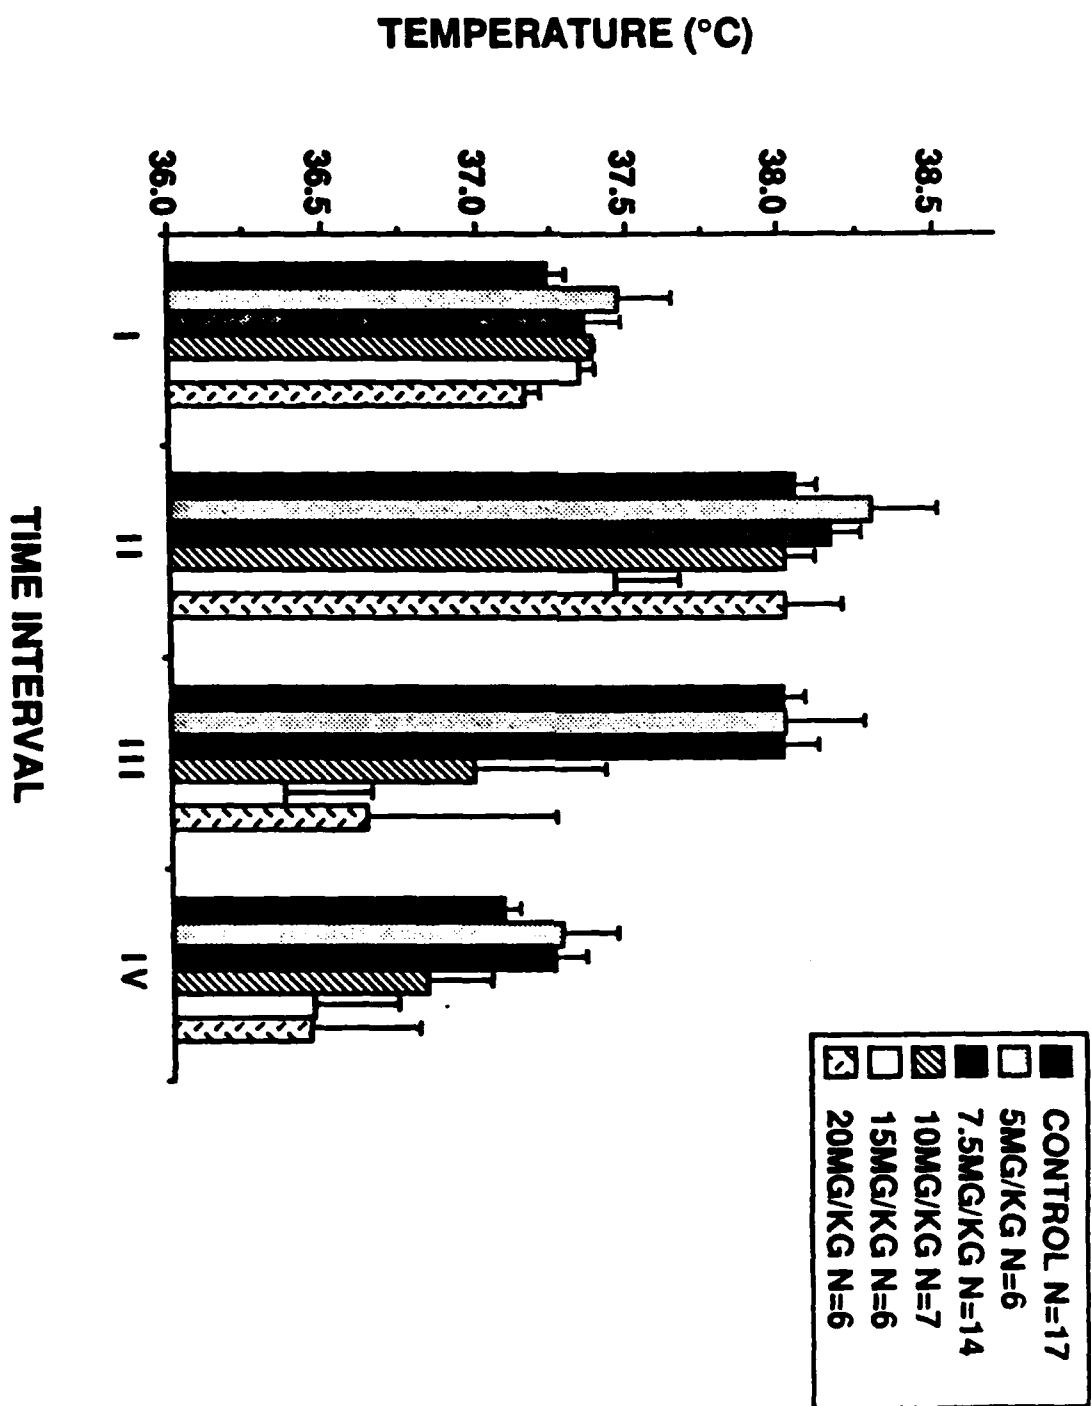 TEMPERATURE (°C)
38.5
38.0
37.5
37.0
36.5
36.0
I
II
III
IV
TIME INTERVAL
CONTROL N=17
5MG/KG N=6
7.5MG/KG N=14
10MG/KG N=7
15MG/KG N=6
20MG/KG N=6